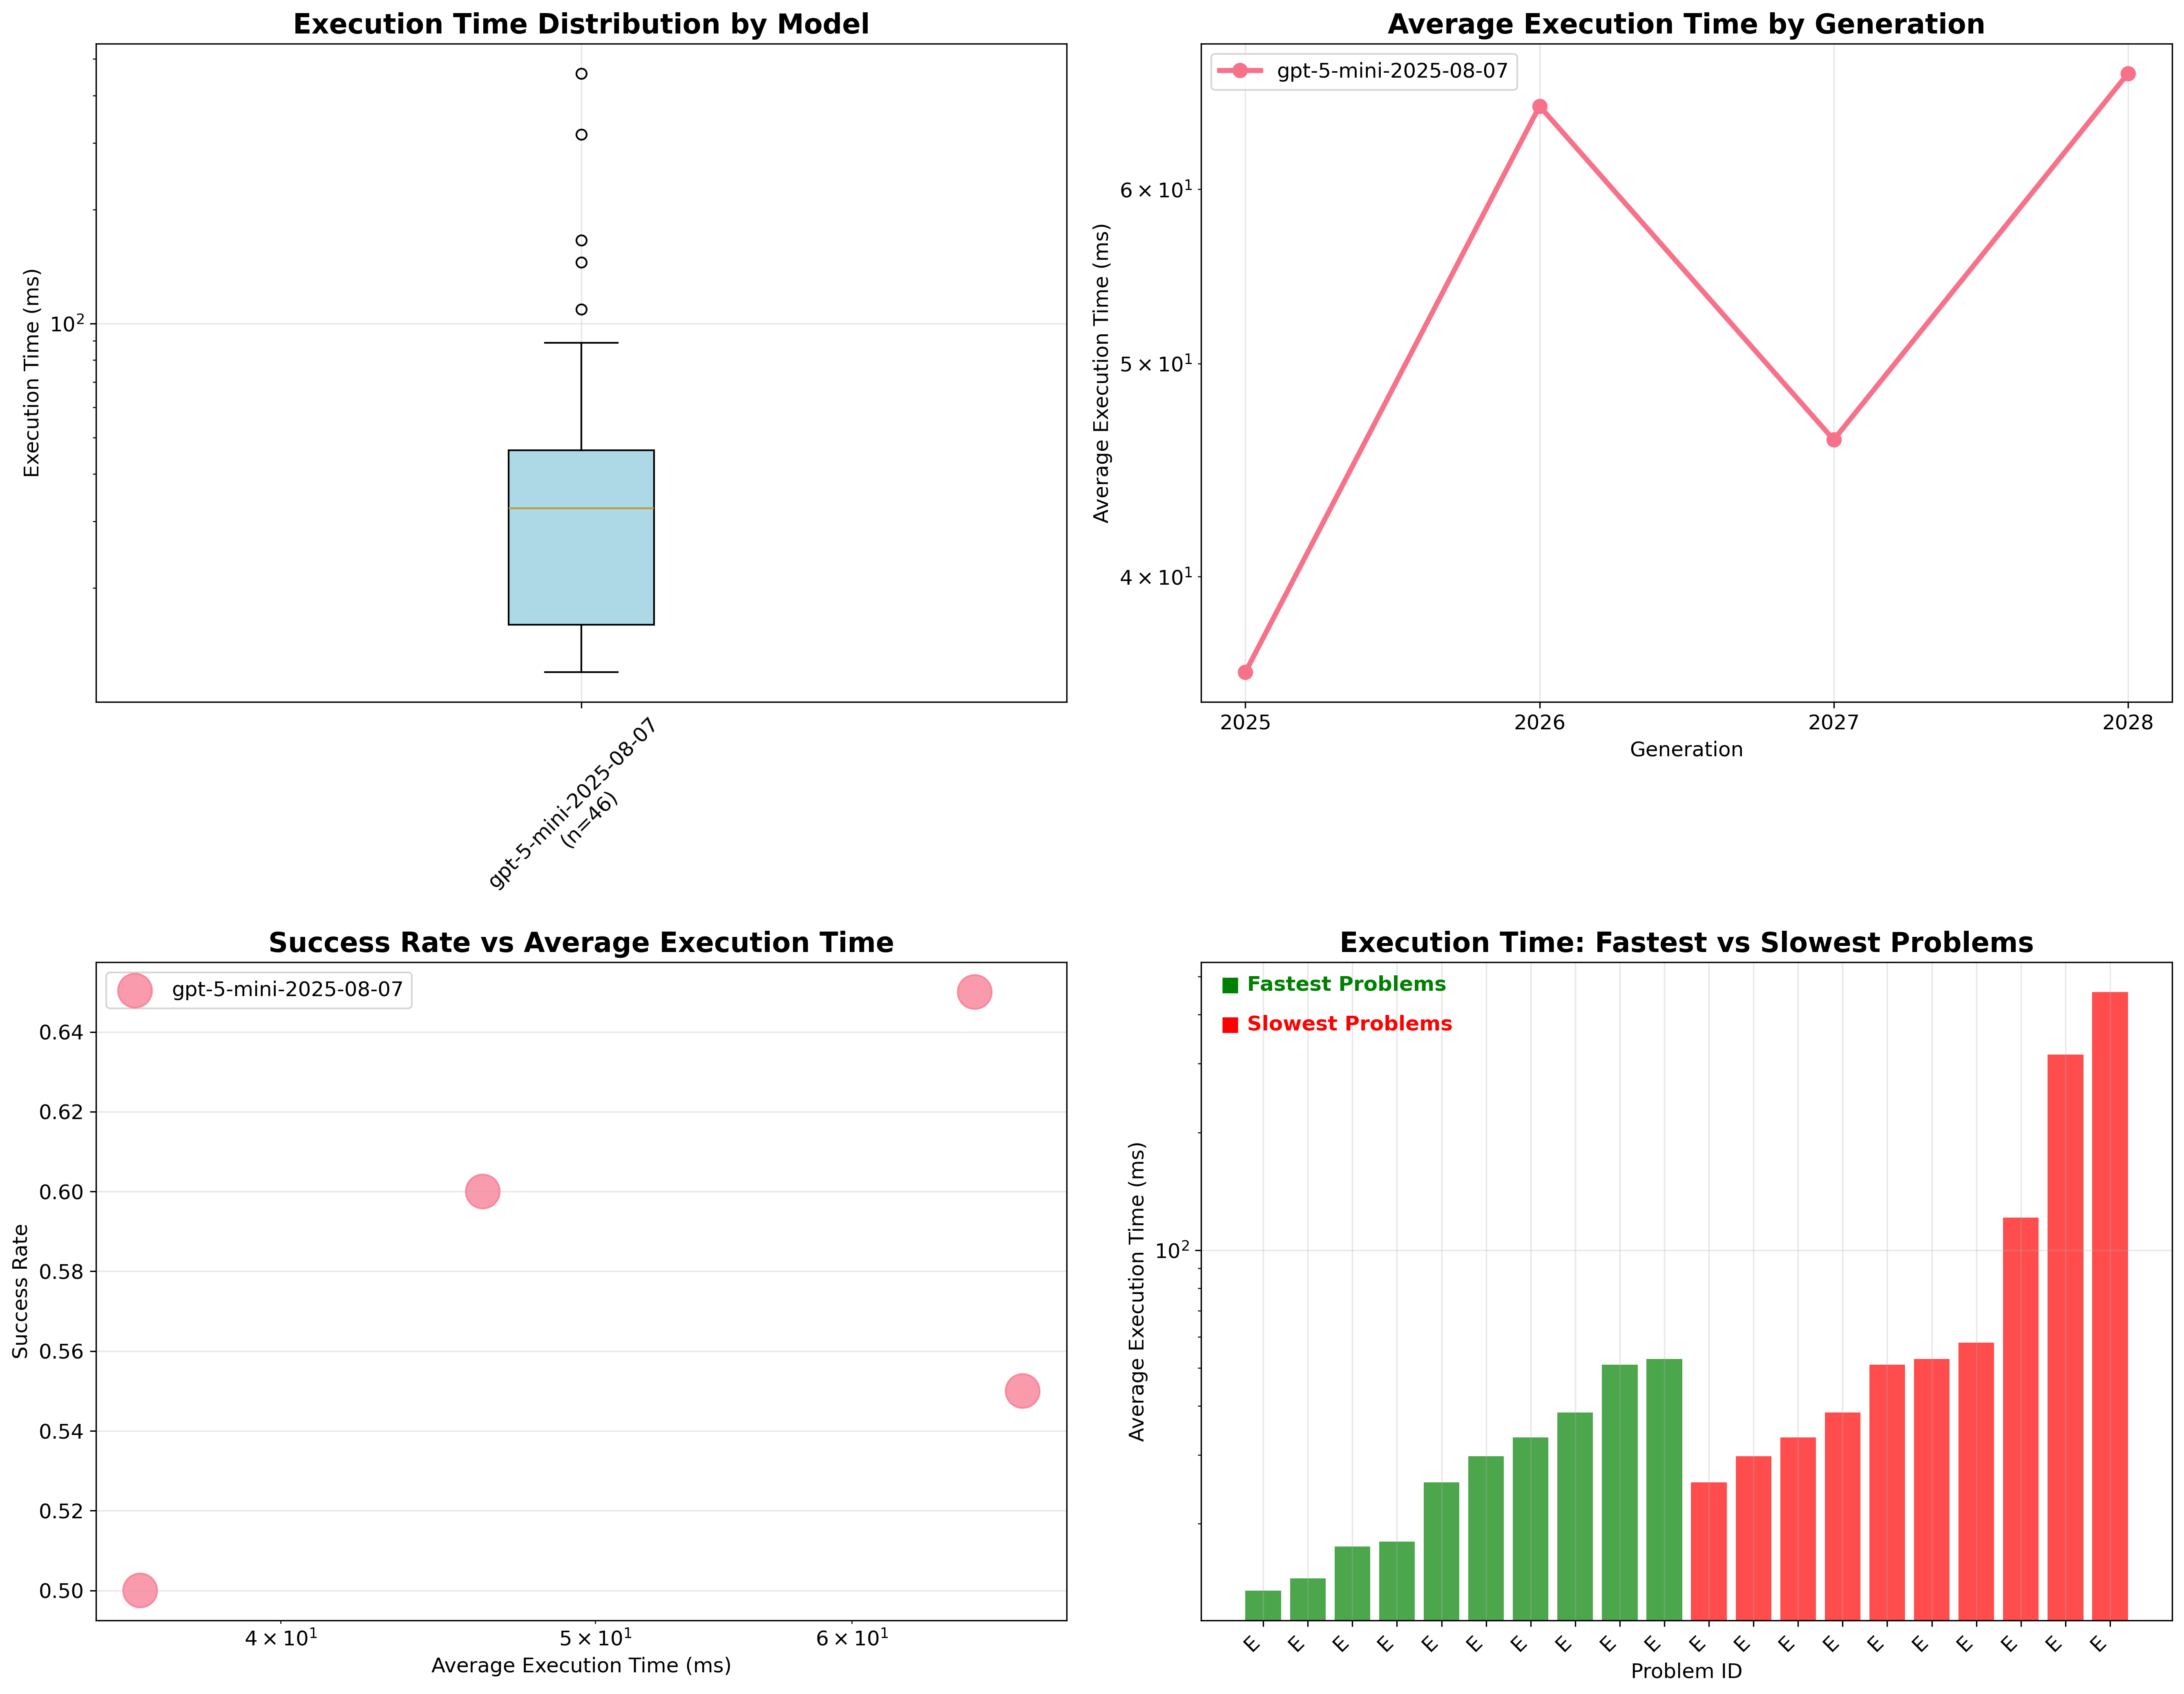 Execution Time Distribution by Model
Execution Time (ms)
10²
gpt-5-mini-2025-08-07
(n=46)
Average Execution Time by Generation
gpt-5-mini-2025-08-07
Average Execution Time (ms)
6 × 10¹
5 × 10¹
4 × 10¹
2025 2026 2027 2028
Generation
Success Rate vs Average Execution Time
gpt-5-mini-2025-08-07
Success Rate
0.64
0.62
0.60
0.58
0.56
0.54
0.52
0.50
4 × 10¹ 5 × 10¹ 6 × 10¹
Average Execution Time (ms)
Execution Time: Fastest vs Slowest Problems
Fastest Problems
Slowest Problems
Average Execution Time (ms)
10²
E E E E E E E E E E E E E E E E E E E E
Problem ID